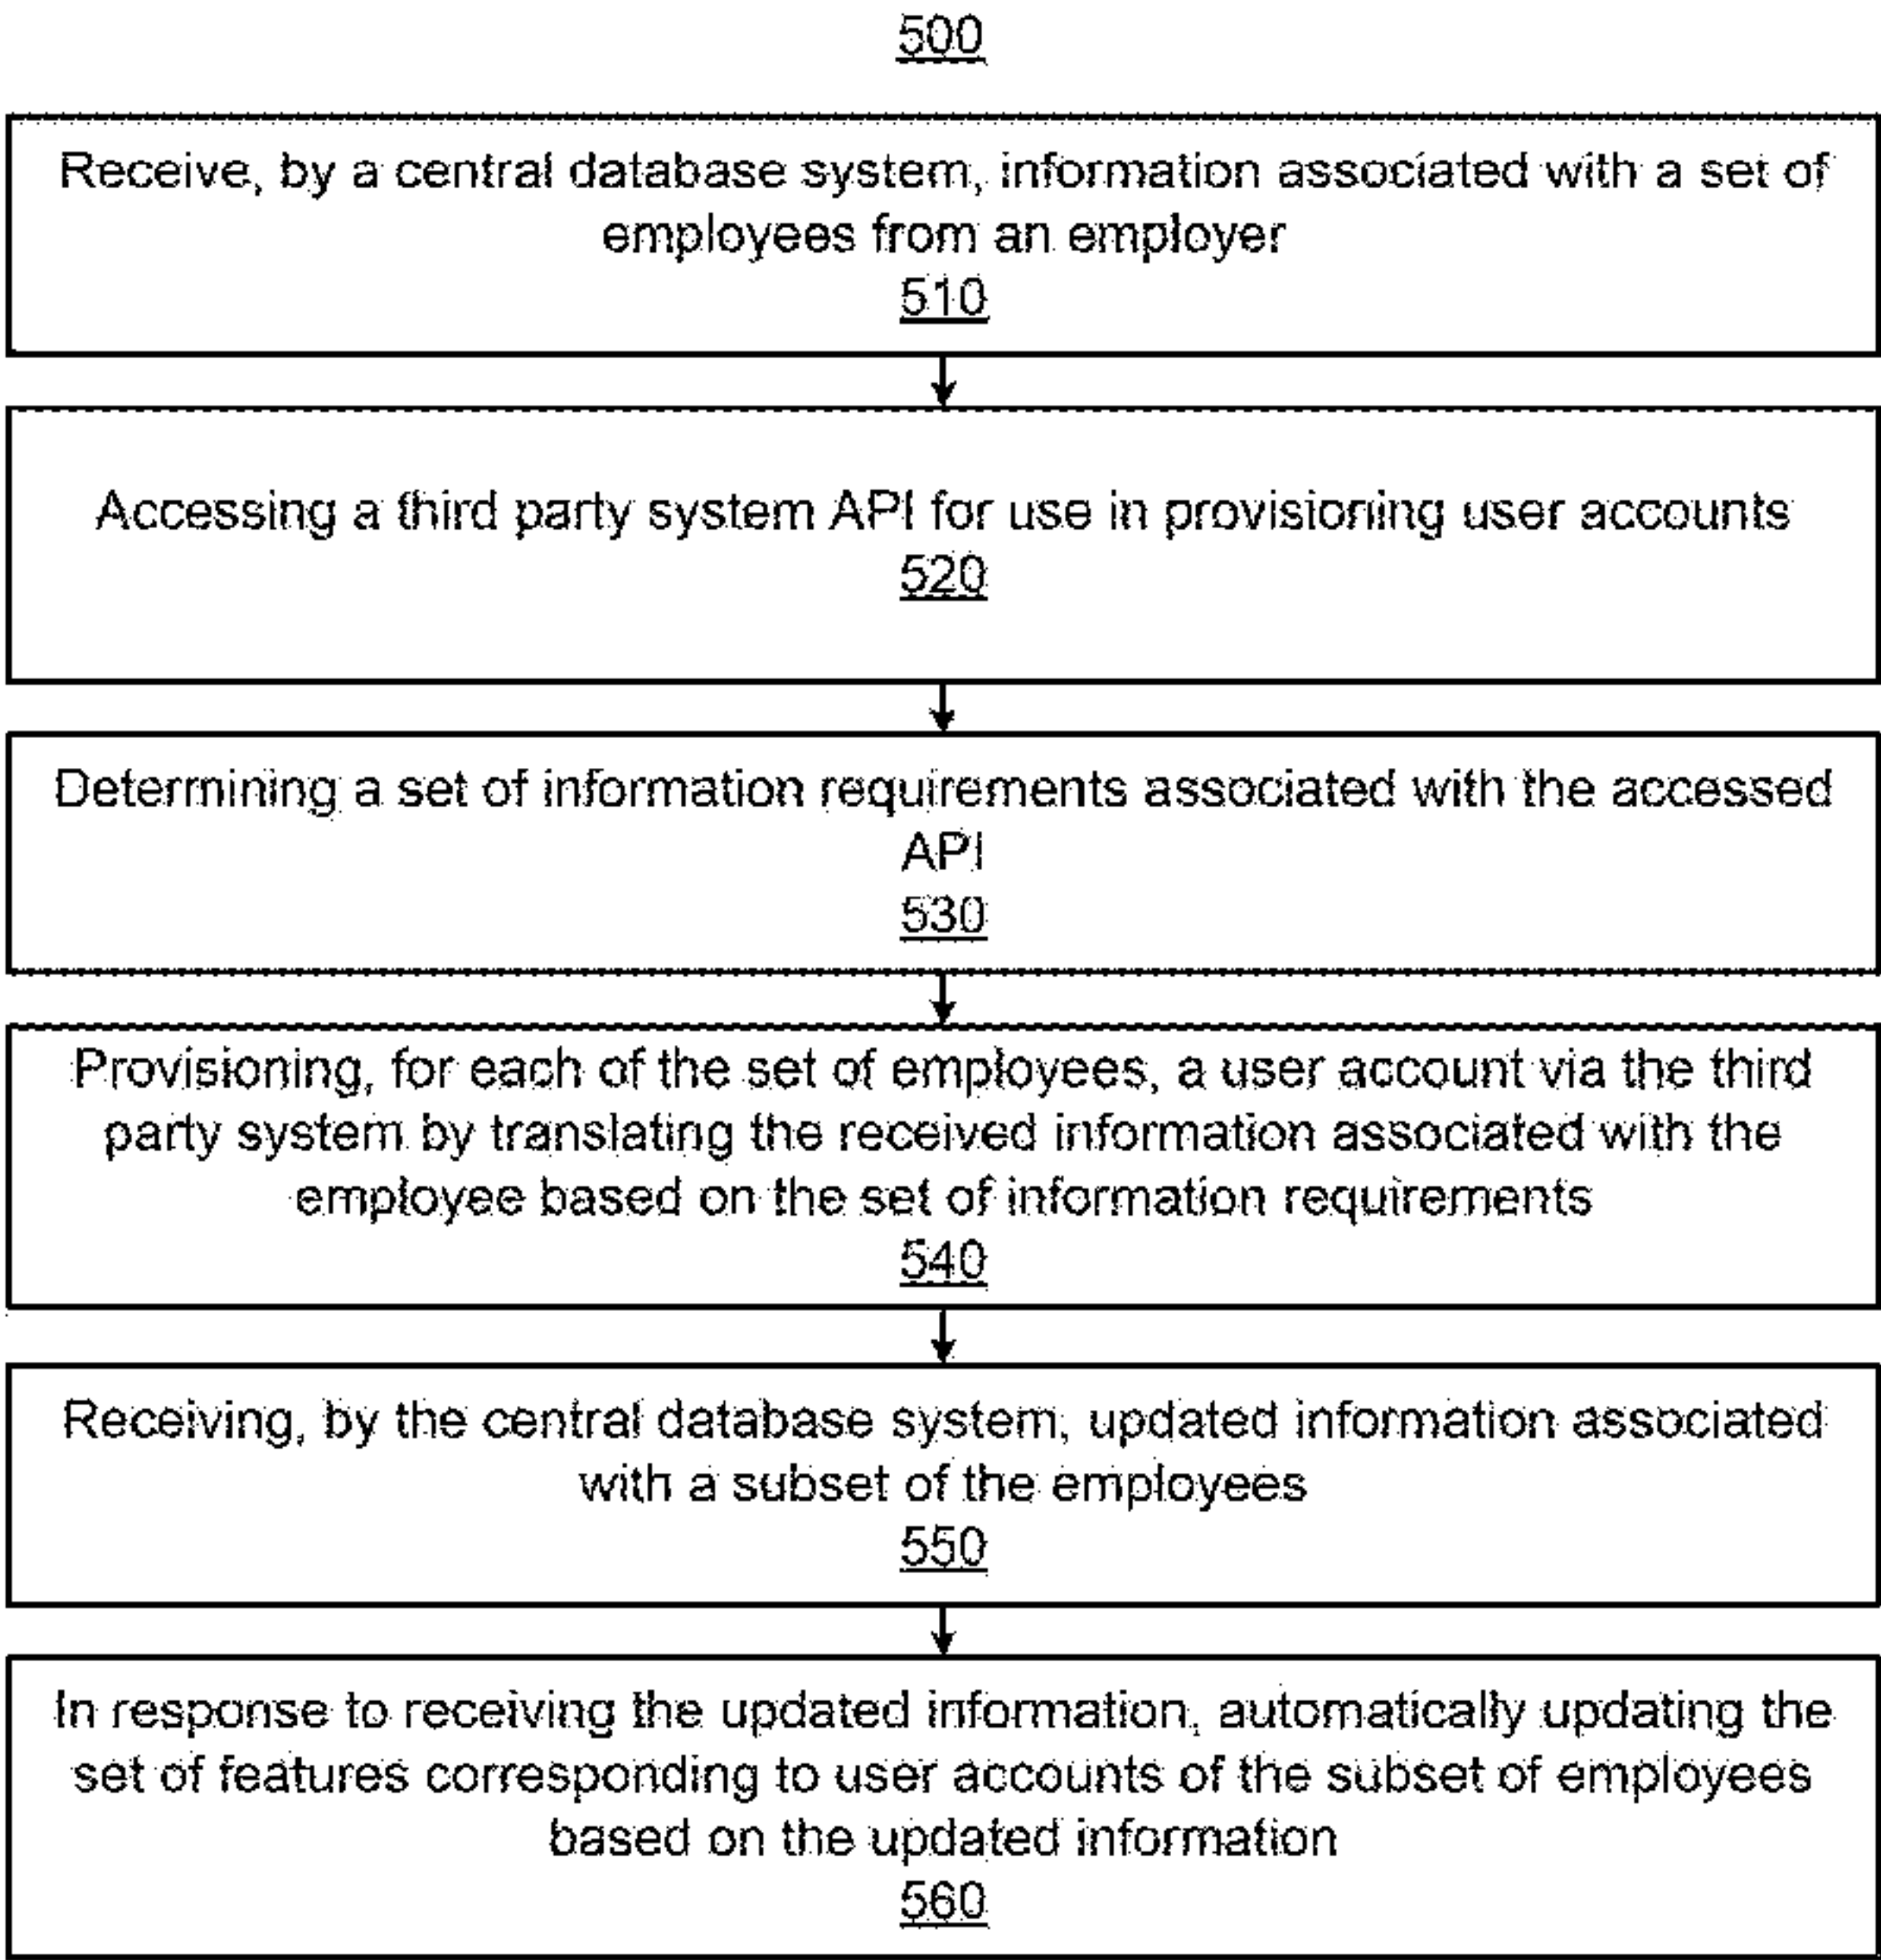 500
Receive, by a central database system, information associated with a set of
employees from an employer
510
Accessing a third party system API for use in provisioning user accounts
520
Determining a set of information requirements associated with the accessed
API
530
Provisioning, for each of the set of employees, a user account via the third
party system by translating the received information associated with the
employee based on the set of information requirements
540
Receiving, by the central database system, updated information associated
with a subset of the employees
550
In response to receiving the updated information, automatically updating the
set of features corresponding to user accounts of the subset of employees
based on the updated information
560